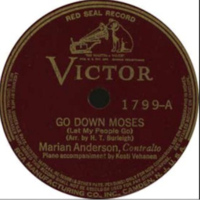 RED SEAL RECORD
VICTOR
1799-A
GO DOWN MOSES
(Let My People Go)
(Arr. by H. T. Burleigh)
Marian Anderson, Contralto
Piano accompaniment by Kosti Vehanen